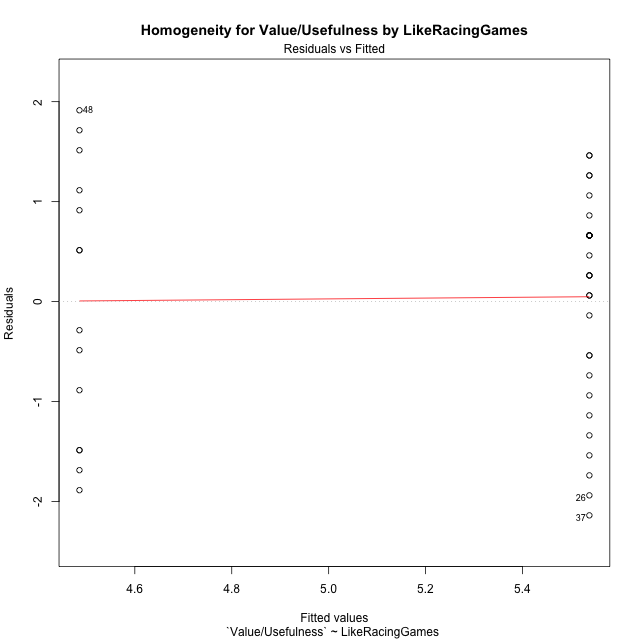 Homogeneity for Value/Usefulness by LikeRacingGames
Residuals vs Fitted
2
1
0
-1
-2
Residuals
48
26
37
4.6 4.8 5.0 5.2 5.4
Fitted values
`Value/Usefulness` ~ LikeRacingGames